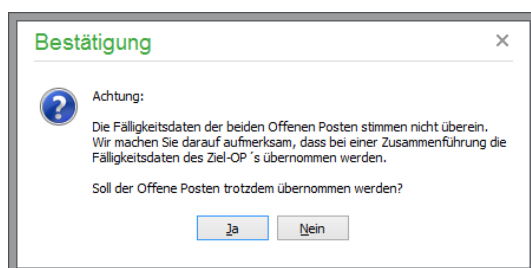 Bestätigung
Achtung:
Die Fälligkeitsdaten der beiden Offenen Posten stimmen nicht überein.
Wir machen Sie darauf aufmerksam, dass bei einer Zusammenführung die
Fälligkeitsdaten des Ziel-OP ´s übernommen werden.
Soll der Offene Posten trotzdem übernommen werden?
Ja Nein